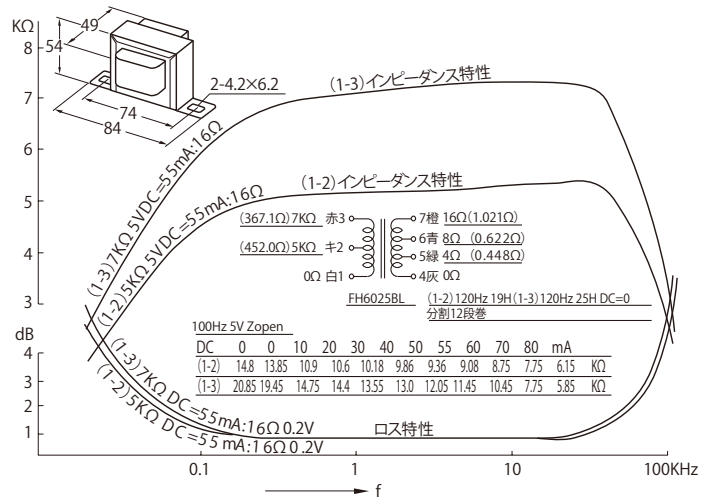 KΩ
8
7
6
5
4
3
dB
4
3
2
1
49
54
74
84
2-4.2×6.2
(1-3)インピーダンス特性
(1-3)7KΩ 5VDC=55mA:16Ω
(1-2)インピーダンス特性
(1-2)5KΩ 5VDC=55mA:16Ω
(367.1Ω)7KΩ 赤3
(452.0Ω)5KΩ キ2
0Ω 白1
7橙 16Ω(1.021Ω)
6青 8Ω (0.622Ω)
5緑 4Ω (0.448Ω)
4灰 0Ω
FH6025BL
(1-2)120Hz 19H(1-3)120Hz 25H DC=0
分割12段巻
100Hz 5V Zopen
DC 0 0 10 20 30 40 50 55 60 70 80 mA
(1-2) 14.8 13.85 10.9 10.6 10.18 9.86 9.36 9.08 8.75 7.75 6.15 KΩ
(1-3) 20.85 19.45 14.75 14.4 13.55 13.0 12.05 11.45 10.45 7.75 5.85 KΩ
(1-3)7KΩ DC=55mA:16Ω 0.2V
(1-2)5KΩ DC=55 mA:16Ω 0.2V
ロス特性
0.1
1
10
100KHz
f